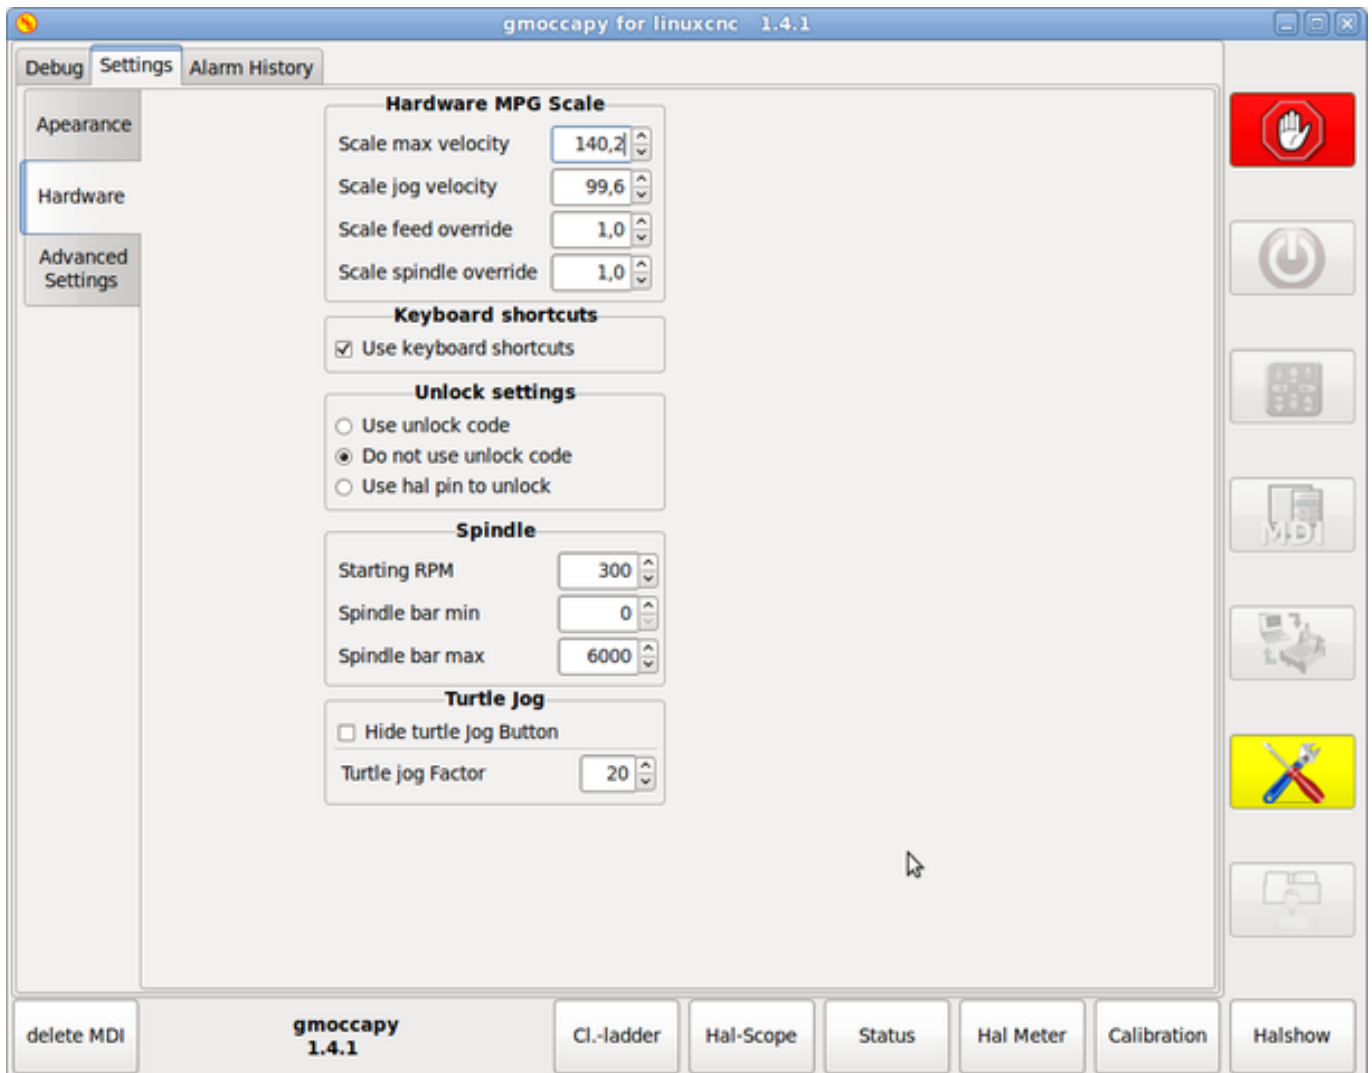 gmoccapy for linuxcnc 1.4.1
Debug
Settings
Alarm History
Apearance
Hardware
Advanced
Settings
Hardware MPG Scale
Scale max velocity 140,2
Scale jog velocity 99,6
Scale feed override 1,0
Scale spindle override 1,0
Keyboard shortcuts
Use keyboard shortcuts
Unlock settings
Use unlock code
Do not use unlock code
Use hal pin to unlock
Spindle
Starting RPM 300
Spindle bar min 0
Spindle bar max 6000
Turtle Jog
Hide turtle Jog Button
Turtle jog Factor 20
MDI
delete MDI
gmoccapy
1.4.1
Cl.-ladder
Hal-Scope
Status
Hal Meter
Calibration
Halshow